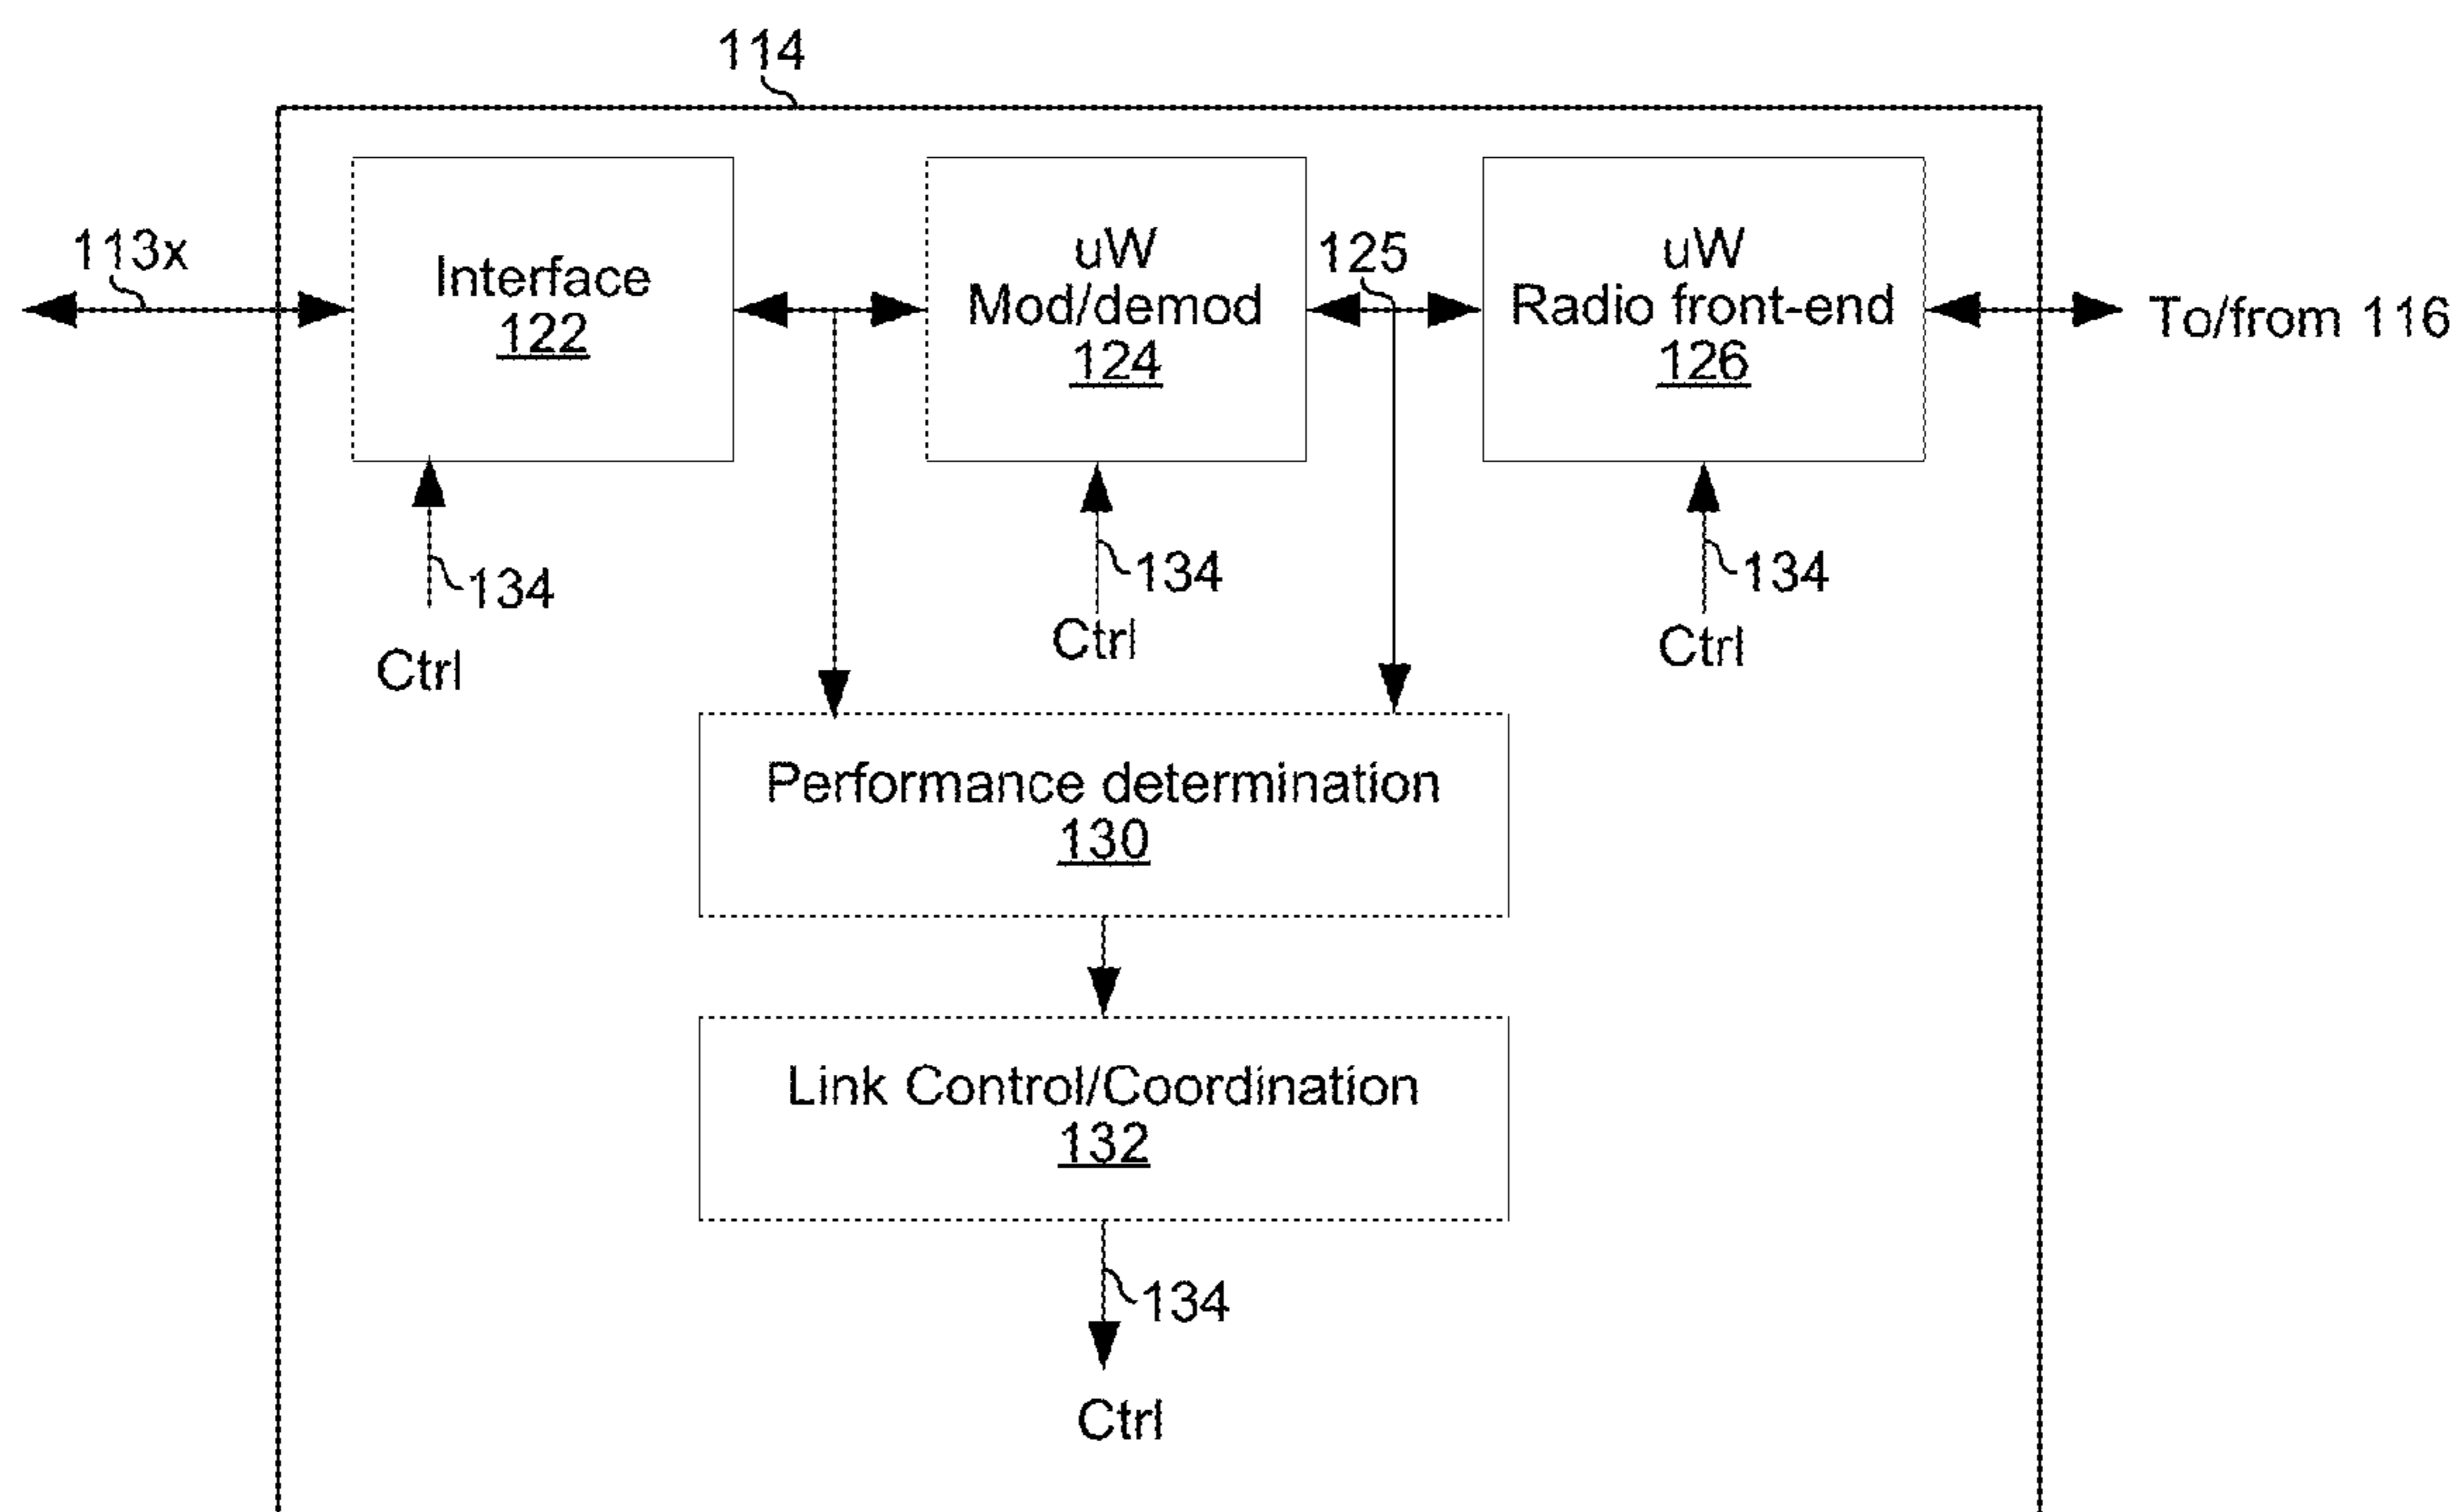 114
113x
Interface
122
uW
Mod/demod
124
125
uW
Radio front-end
126
To/from 116
134
Ctrl
134
Ctrl
134
Ctrl
Performance determination
130
Link Control/Coordination
132
134
Ctrl